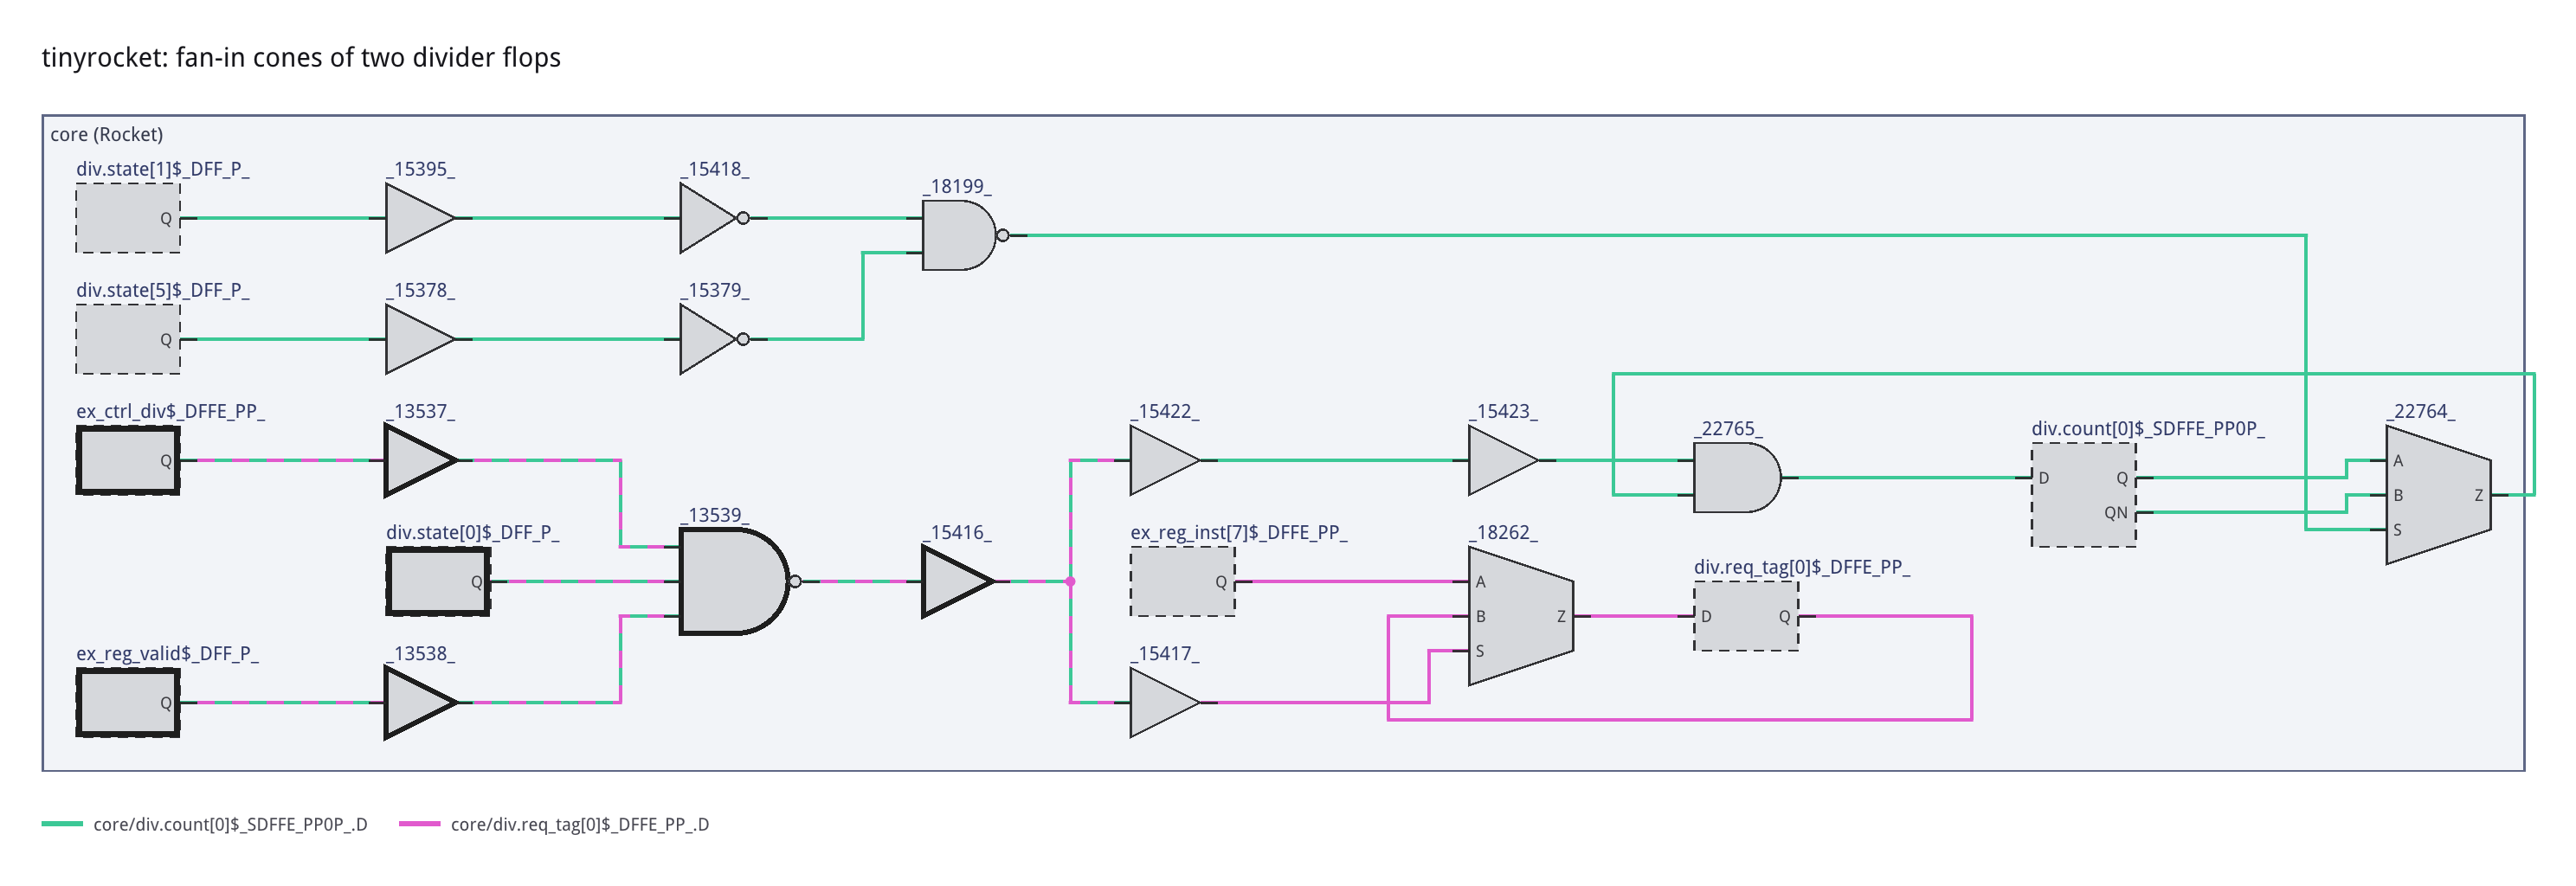 tinyrocket: fan-in cones of two divider flops
core (Rocket)
div.state[1]$_DFF_P_
_15395_
_15418_
_18199_
Q
div.state[5]$_DFF_P_
_15378_
_15379_
Q
ex_ctrl_div$_DFFE_PP_
_13537_
_15422_
_15423_
_22765_
div.count[0]$_SDFFE_PP0P_
_22764_
Q
D
Q
QN
A
B
S
Z
div.state[0]$_DFF_P_
_13539_
_15416_
ex_reg_inst[7]$_DFFE_PP_
_18262_
div.req_tag[0]$_DFFE_PP_
Q
Q
A
B
S
Z
D
Q
ex_reg_valid$_DFF_P_
_13538_
_15417_
Q
core/div.count[0]$_SDFFE_PP0P_.D
core/div.req_tag[0]$_DFFE_PP_.D